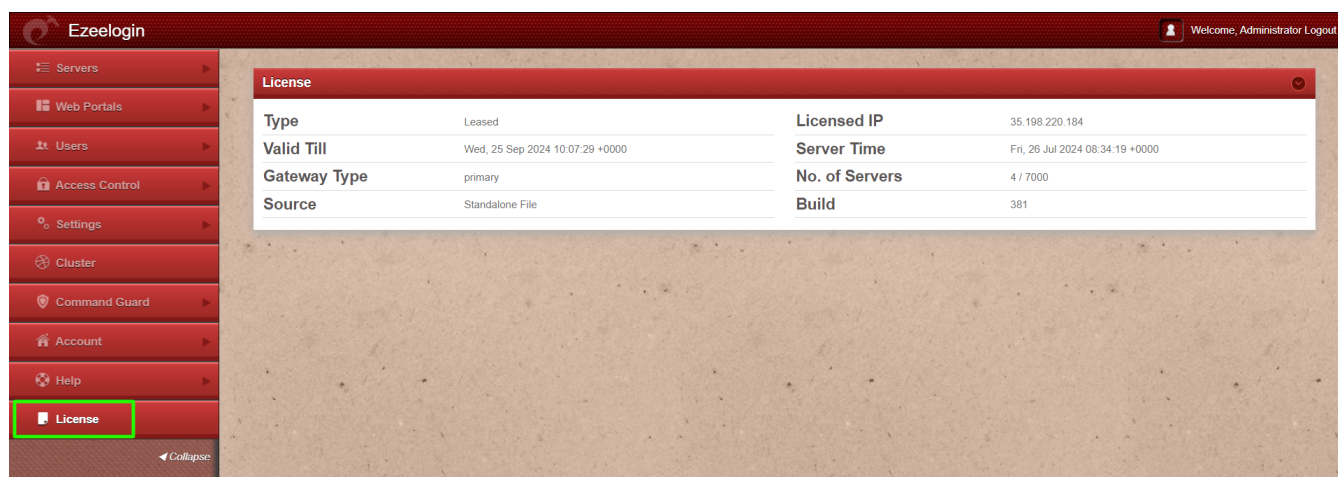 Ezeelogin
Welcome, Administrator Logout
Servers
Web Portals
Users
Access Control
Settings
Cluster
Command Guard
Account
Help
License
Collapse
License
Type Leased Licensed IP 35.198.220.184
Valid Till Wed, 25 Sep 2024 10:07:29 +0000 Server Time Fri, 26 Jul 2024 08:34:19 +0000
Gateway Type primary No. of Servers 4 / 7000
Source Standalone File Build 381